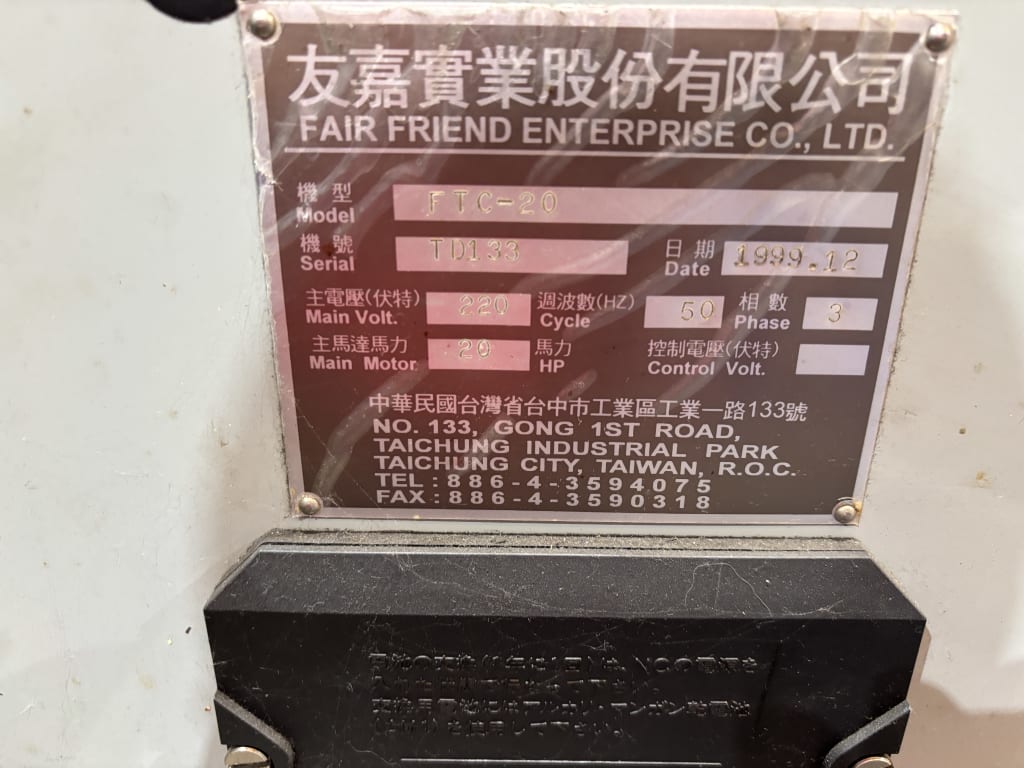 友嘉實業股份有限公司
FAIR FRIEND ENTERPRISE CO., LTD.
機型 FTC-20
Model
機號 TD133 日期 1999.12
Serial Date
主電壓(伏特) 220 週波數(HZ) 50 相數 3
Main Volt. Cycle Phase
主馬達馬力 20 馬力 控制電壓(伏特)
Main Motor HP Control Volt.
中華民國台灣省台中市工業區工業一路133號
NO. 133, GONG 1ST ROAD,
TAICHUNG INDUSTRIAL PARK
TAICHUNG CITY, TAIWAN, R.O.C.
TEL : 886-4-3594075
FAX : 886-4-3590318